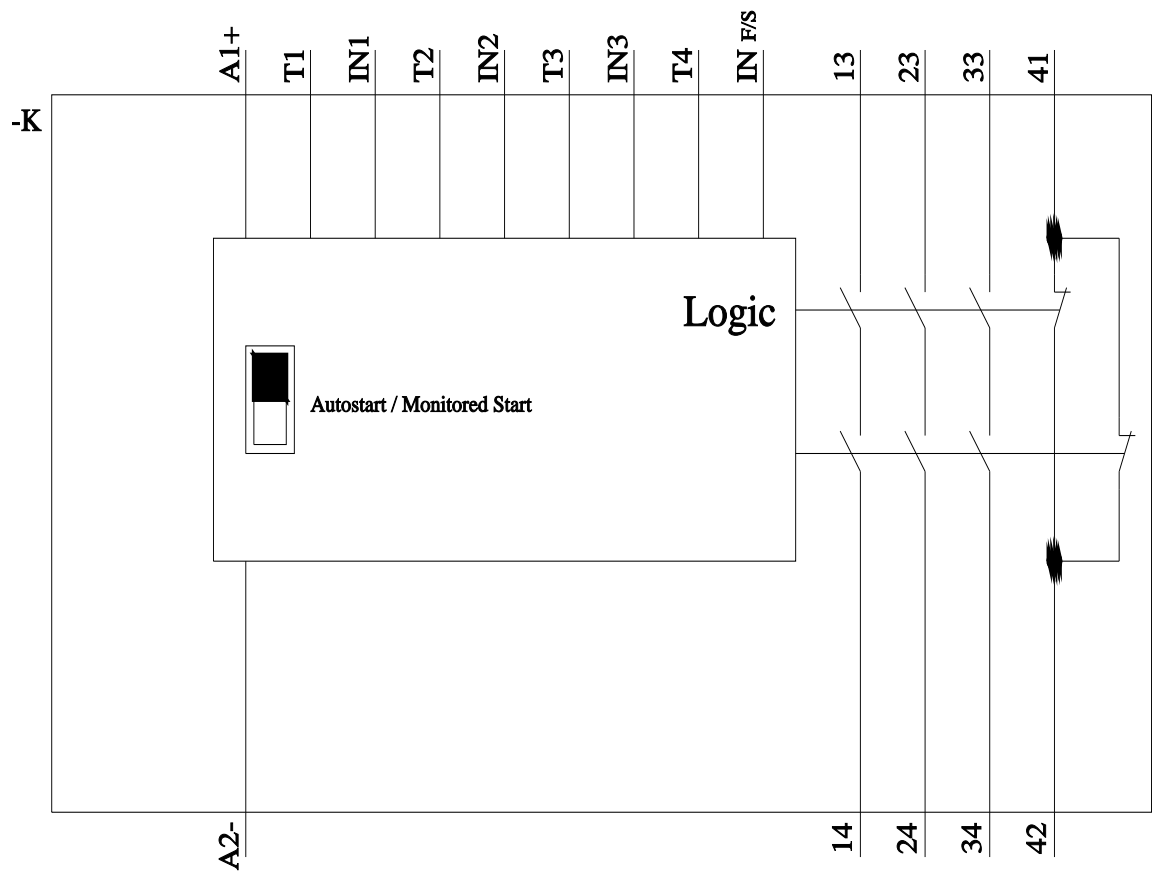 A1+ T1 IN1 T2 IN2 T3 IN3 T4 IN F/S 13 23 33 41
-K
Logic
Autostart / Monitored Start
A2- 14 24 34 42